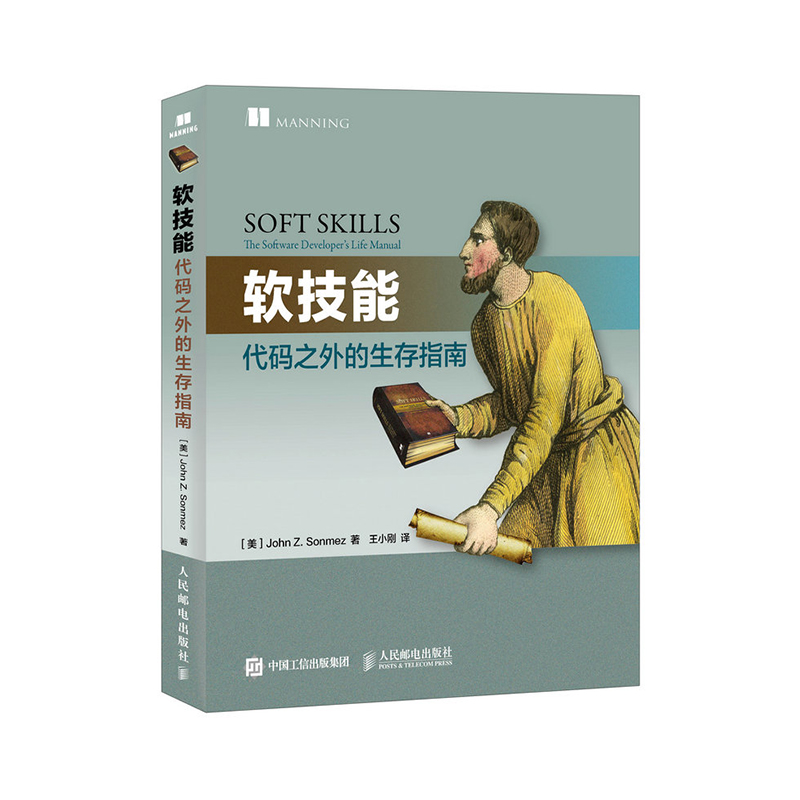 MANNING
软技能
代码之外的生存指南
[美] John Z. Sonmez 著
人民邮电出版社
MANNING
SOFT SKILLS
The Software Developer's Life Manual
软技能
代码之外的生存指南
SOFT SKILLS
[美] John Z. Sonmez 著 王小刚 译
中国工信出版集团
人民邮电出版社
POSTS & TELECOM PRESS